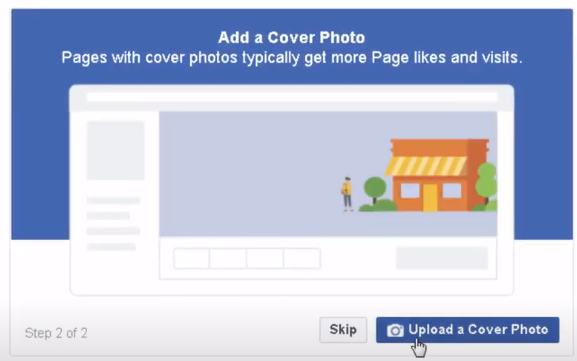 Add a Cover Photo
Pages with cover photos typically get more Page likes and visits.
Step 2 of 2
Skip
Upload a Cover Photo